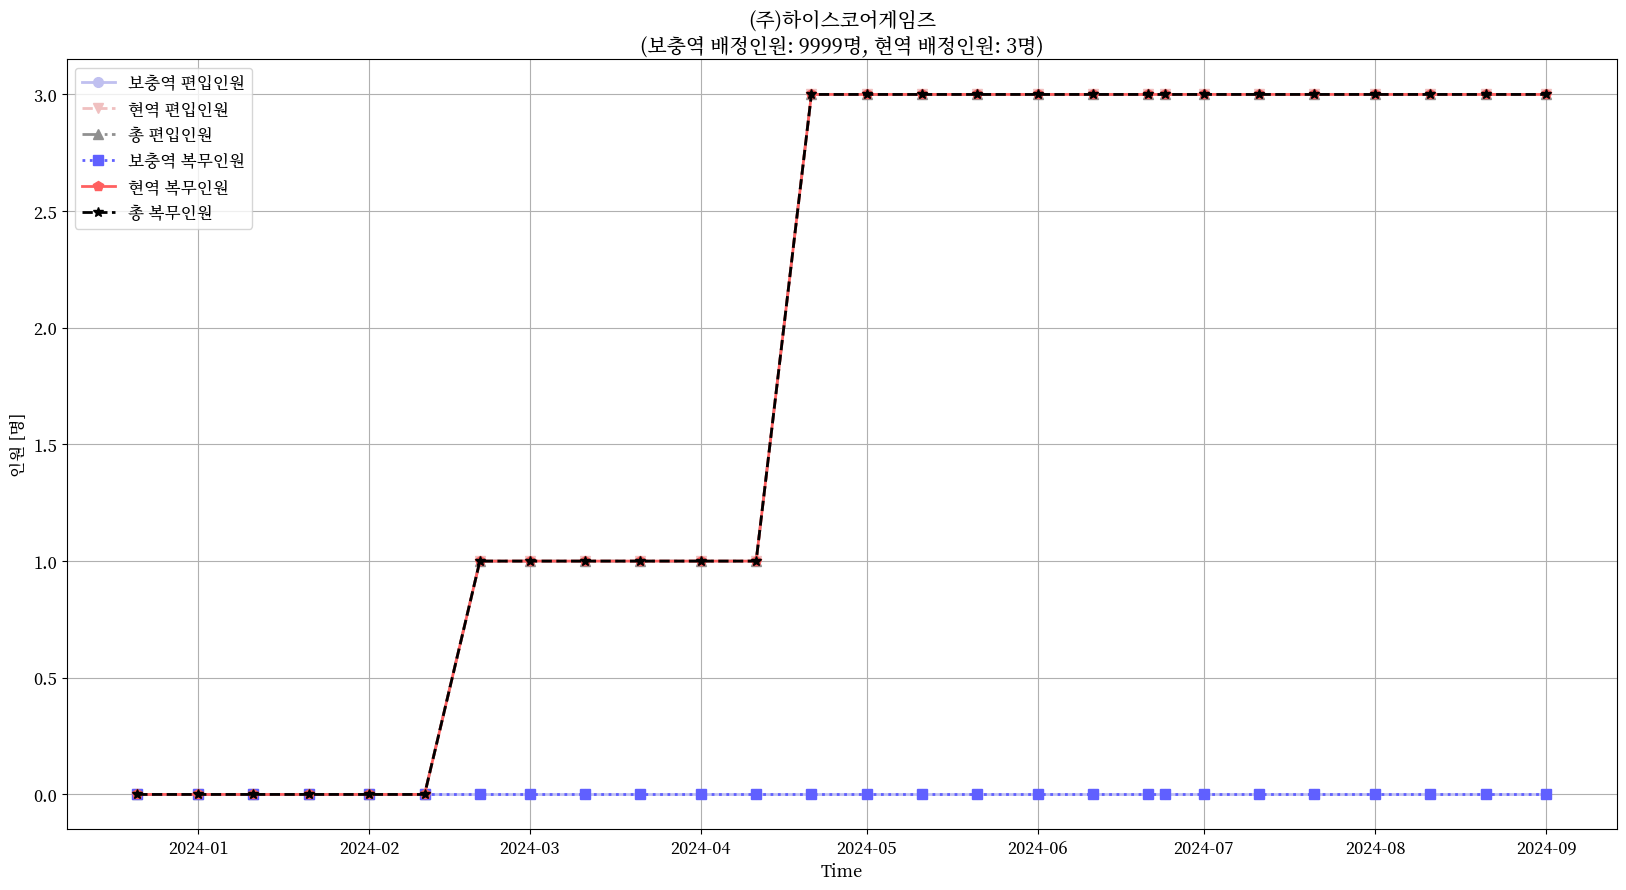 (주)하이스코어게임즈
(보충역 배정인원: 9999명, 현역 배정인원: 3명)
보충역 편입인원
현역 편입인원
총 편입인원
보충역 복무인원
현역 복무인원
총 복무인원
3.0
2.5
2.0
1.5
1.0
0.5
0.0
인원 [명]
2024-01
2024-02
2024-03
2024-04
2024-05
2024-06
2024-07
2024-08
2024-09
Time